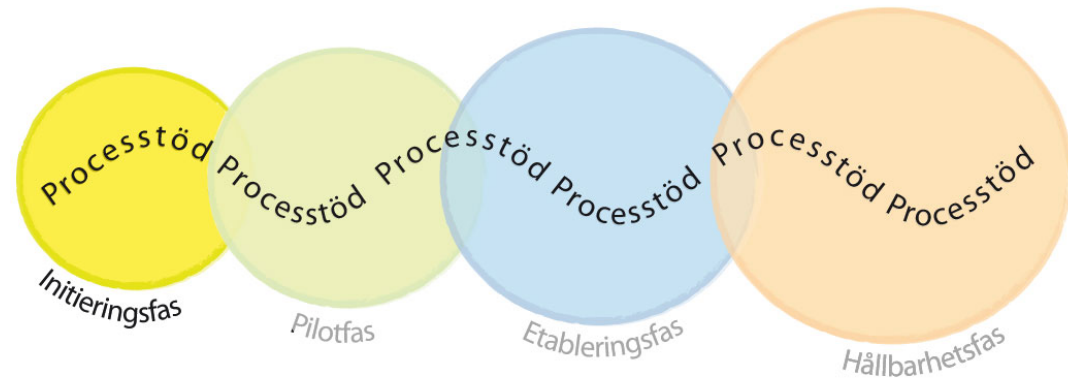 Processtöd Processtöd Processtöd Processtöd Processtöd Processtöd
Initieringsfas
Pilotfas
Etableringsfas
Hållbarhetsfas